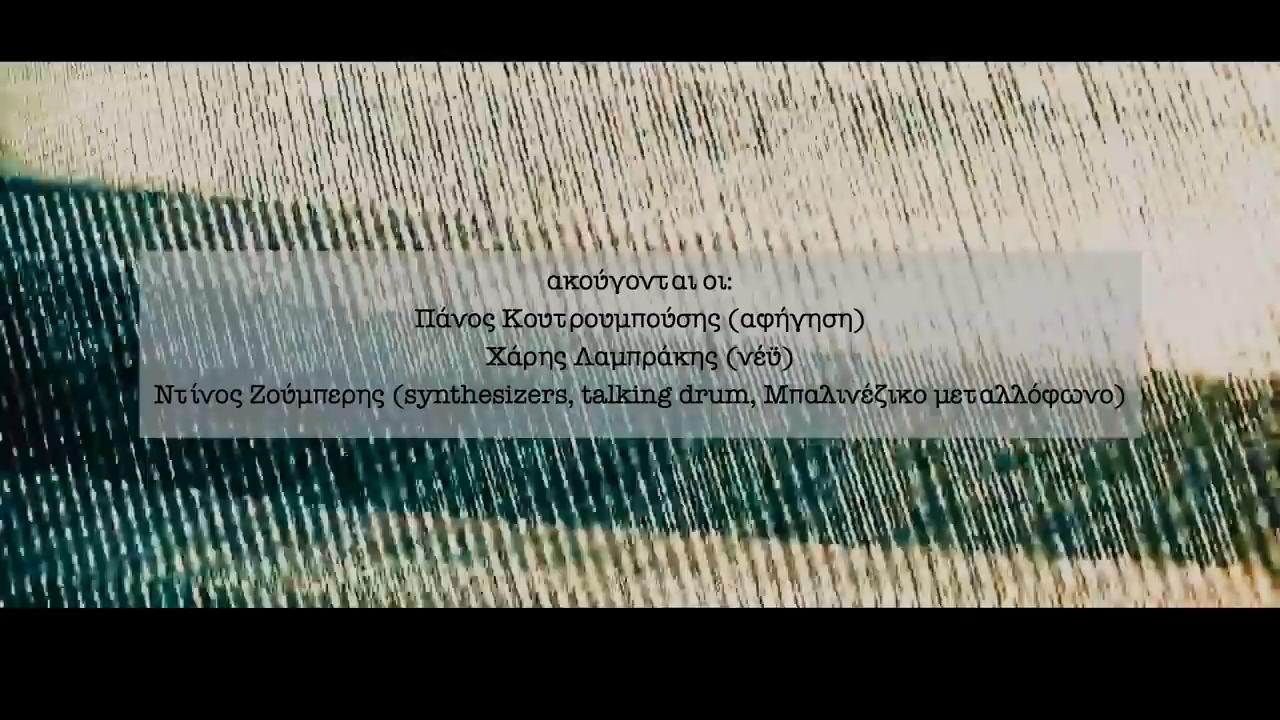 ακούγονται οι:
Πάνος Κουτρουμπούσης (αφήγηση)
Χάρης Λαμπράκης (νέϋ)
Ντίνος Ζούμπερης (synthesizers, talking drum, Μπαλινέζικο μεταλλόφωνο)